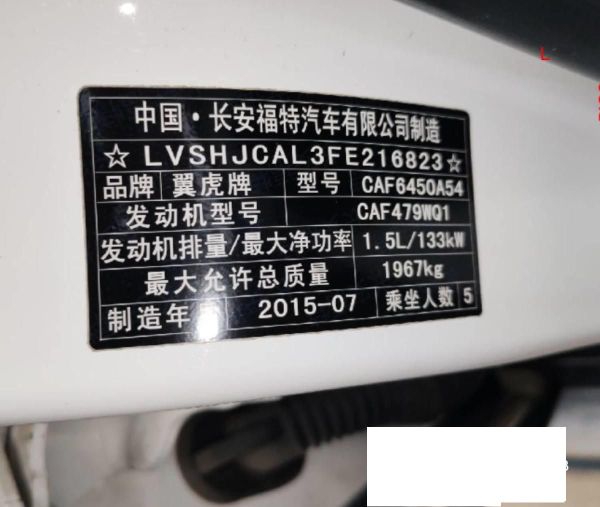 L
中国·长安福特汽车有限公司制造
☆LVSHJCAL3FE216823☆
品牌 翼虎牌 型号 CAF6450A54
发动机型号 CAF479WQ1
发动机排量/最大净功率 1.5L/133kW
最大允许总质量 1967kg
制造年 2015-07 乘坐人数 5